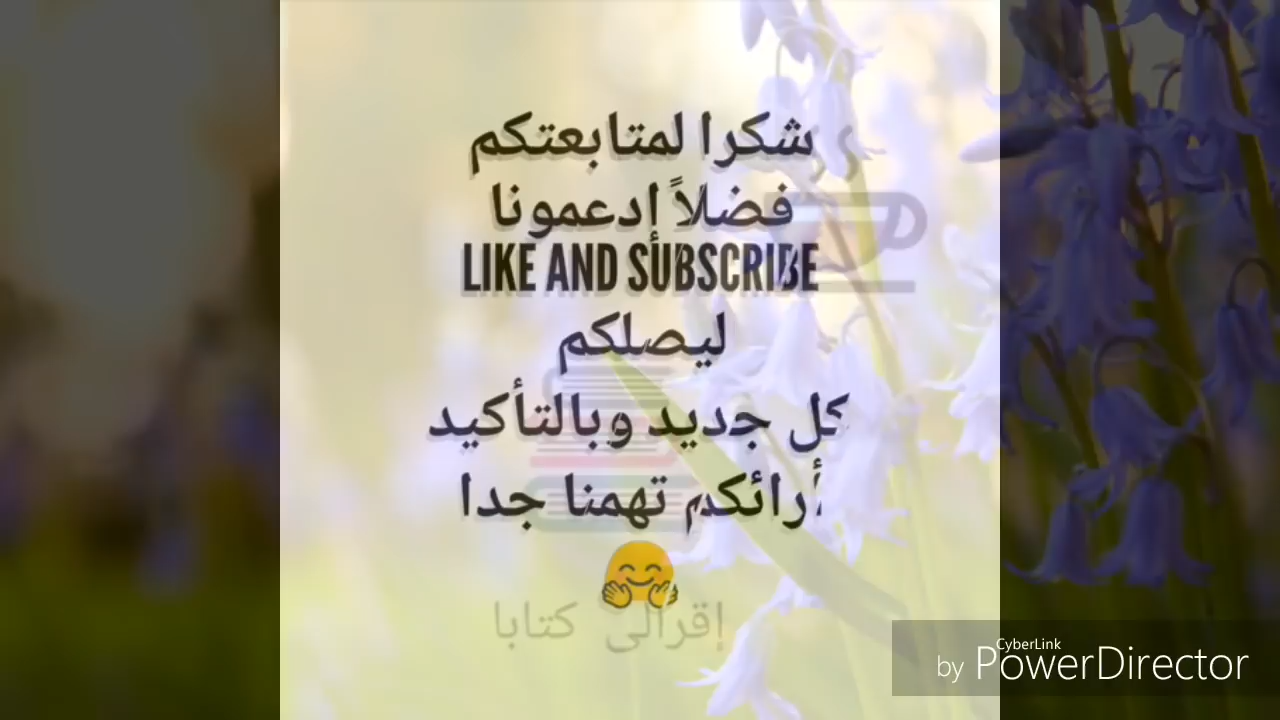 شكرا لمتابعتكم
فضلاً إدعمونا
LIKE AND SUBSCRIBE
ليصلكم
كل جديد وبالتأكيد
أرائكم تهمنا جدا
إقرالي كتابا
CyberLink
by PowerDirector